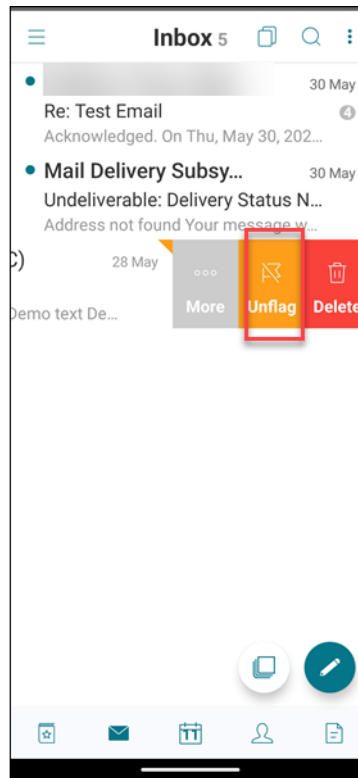 Inbox 5
30 May
Re: Test Email
4
Acknowledged. On Thu, May 30, 202...
Mail Delivery Subsy...
30 May
Undeliverable: Delivery Status N...
Address not found Your message w...
C)
28 May
Demo text De...
More
Unflag
Delete